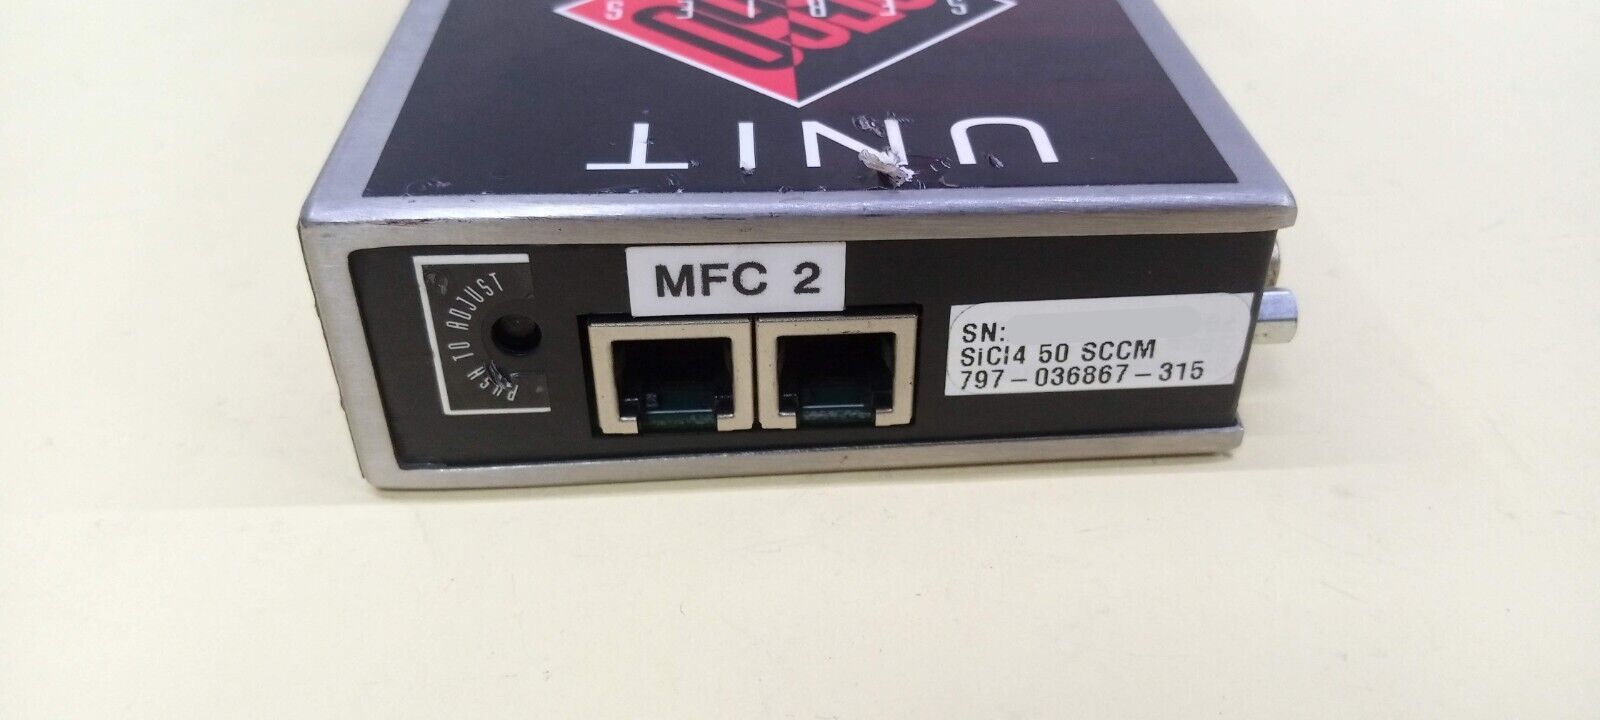 SERIES
UNIT
PUSH TO ADJUST
MFC 2
SN:
SiCl4 50 SCCM
797-036867-315